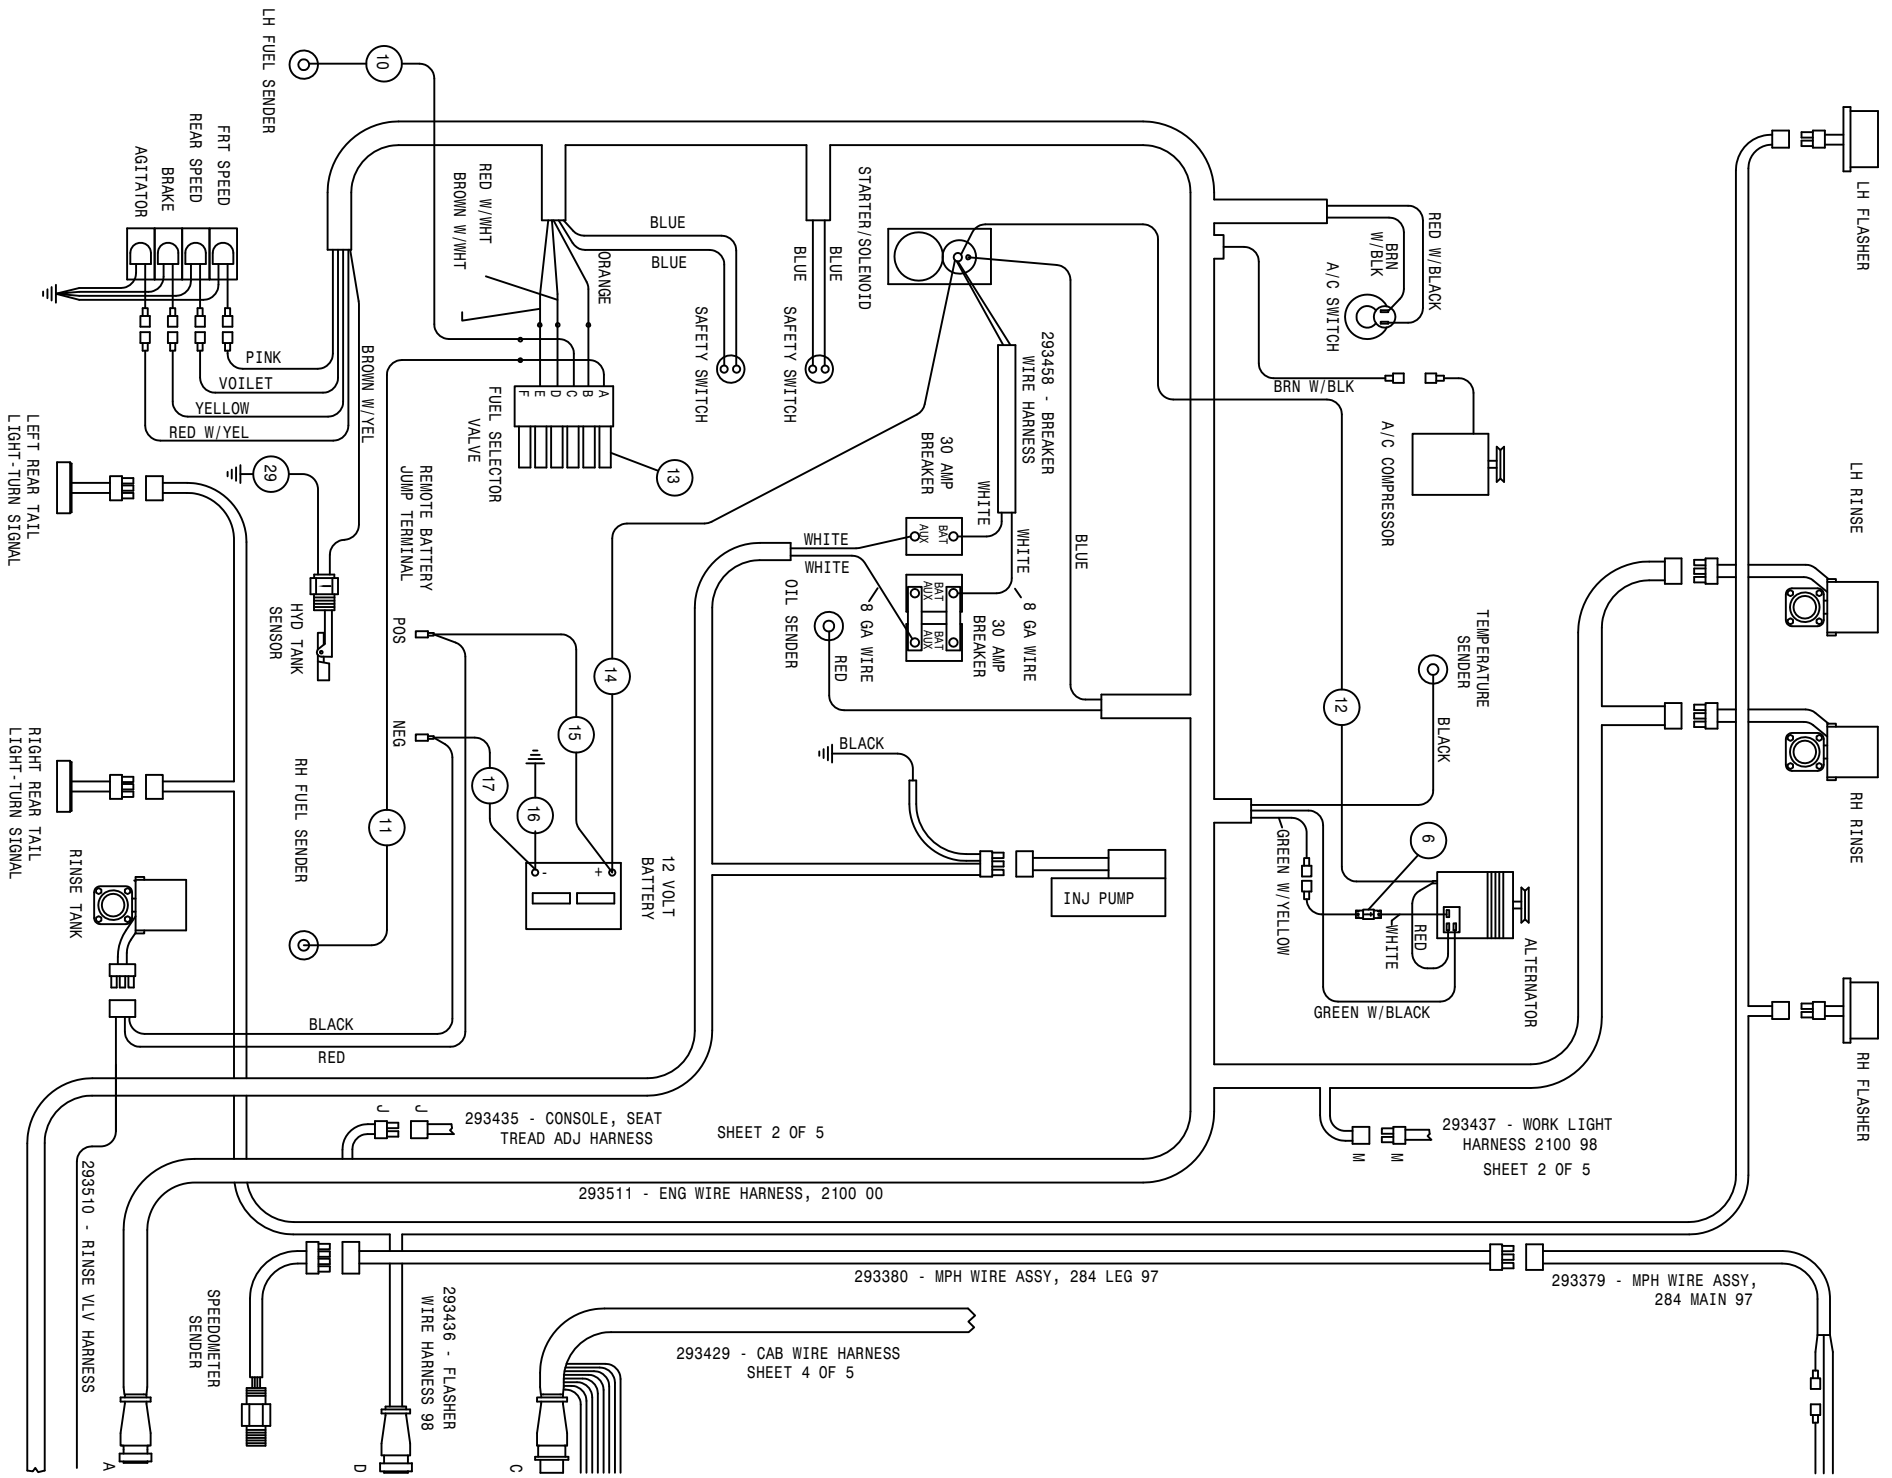 LH FUEL SENDER
10
LH FLASHER
FRT SPEED
REAR SPEED
BRAKE
AGITATOR
RED W/WHT
BROWN W/WHT
BLUE
BLUE
ORANGE
BLUE
BLUE
STARTER/SOLENOID
RED W/BLACK
BRN
W/BLK
A/C SWITCH
SAFETY SWITCH
SAFETY SWITCH
293458 - BREAKER
WIRE HARNESS
PINK
VOILET
YELLOW
RED W/YEL
BROWN W/YEL
A
B
C
D
E
F
FUEL SELECTOR
VALVE
13
BRN W/BLK
A/C COMPRESSOR
LH RINSE
LEFT REAR TAIL
LIGHT-TURN SIGNAL
29
HYD TANK
SENSOR
REMOTE BATTERY
JUMP TERMINAL
POS
NEG
30 AMP
BREAKER
WHITE
WHITE
BAT
AUX
WHITE
WHITE
BAT
AUX
BAT
AUX
8 GA WIRE
8 GA WIRE
30 AMP
BREAKER
OIL SENDER
RED
BLUE
TEMPERATURE
SENDER
BLACK
14
15
12
16
17
BLACK
RIGHT REAR TAIL
LIGHT-TURN SIGNAL
RH FUEL SENDER
11
RINSE TANK
12 VOLT
BATTERY
-
+
INJ PUMP
6
GREEN W/YELLOW
WHITE
RED
ALTERNATOR
GREEN W/BLACK
RH RINSE
RH FLASHER
BLACK
RED
J
J
293435 - CONSOLE, SEAT
TREAD ADJ HARNESS
SHEET 2 OF 5
M
M
293437 - WORK LIGHT
HARNESS 2100 98
SHEET 2 OF 5
293511 - ENG WIRE HARNESS, 2100 00
293510 - RINSE VLV HARNESS
293380 - MPH WIRE ASSY, 284 LEG 97
293379 - MPH WIRE ASSY,
284 MAIN 97
SPEEDOMETER
SENDER
293436 - FLASHER
WIRE HARNESS 98
293429 - CAB WIRE HARNESS
SHEET 4 OF 5
A
D
C